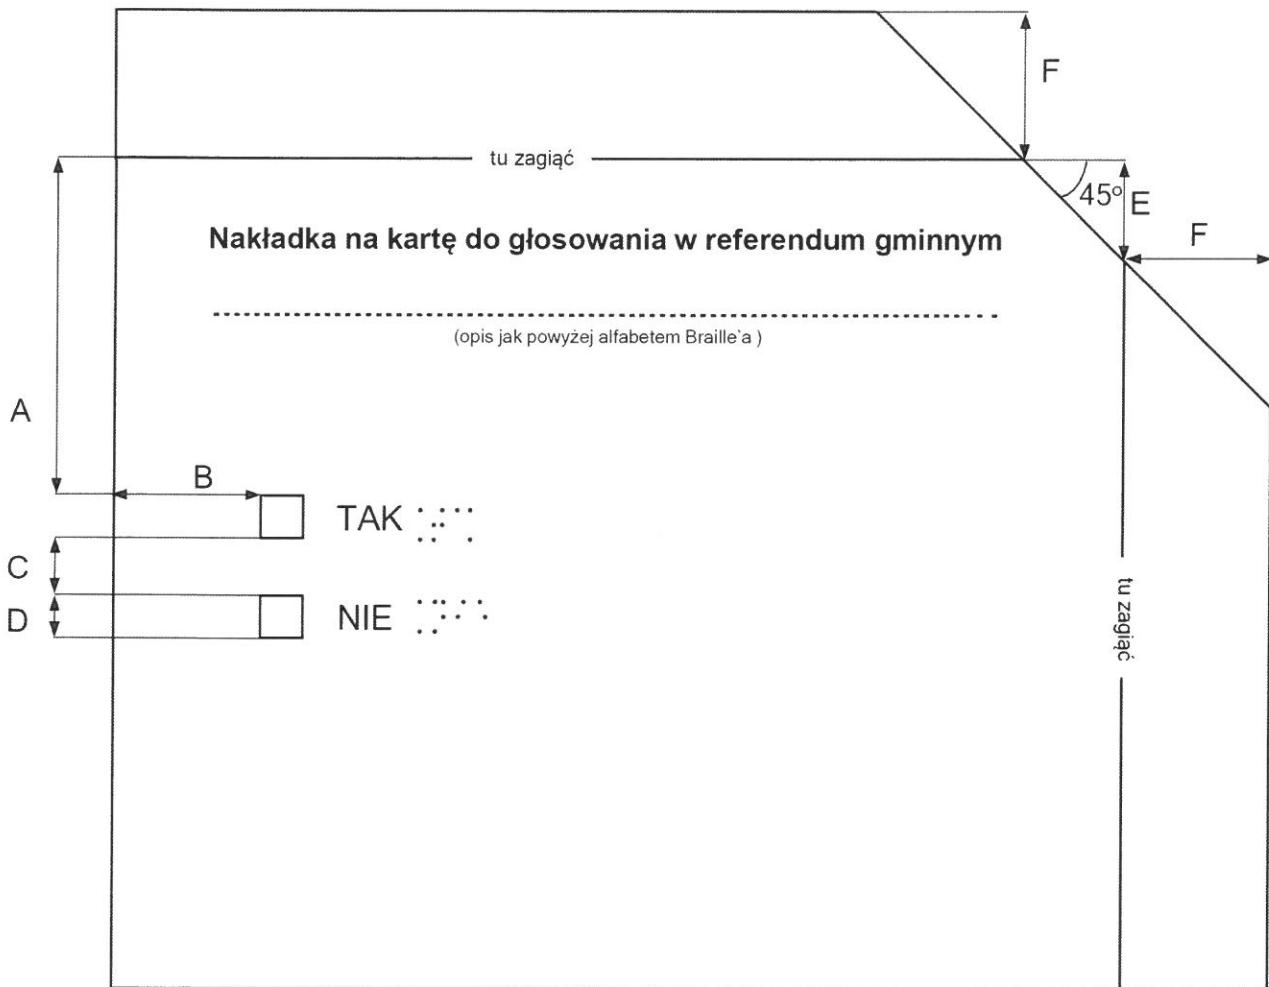 F
tu zagiąć
45°
E
F
Nakładka na kartę do głosowania w referendum gminnym
(opis jak powyżej alfabetem Braille`a )
A
B
TAK
C
D
NIE
tu zagiąć